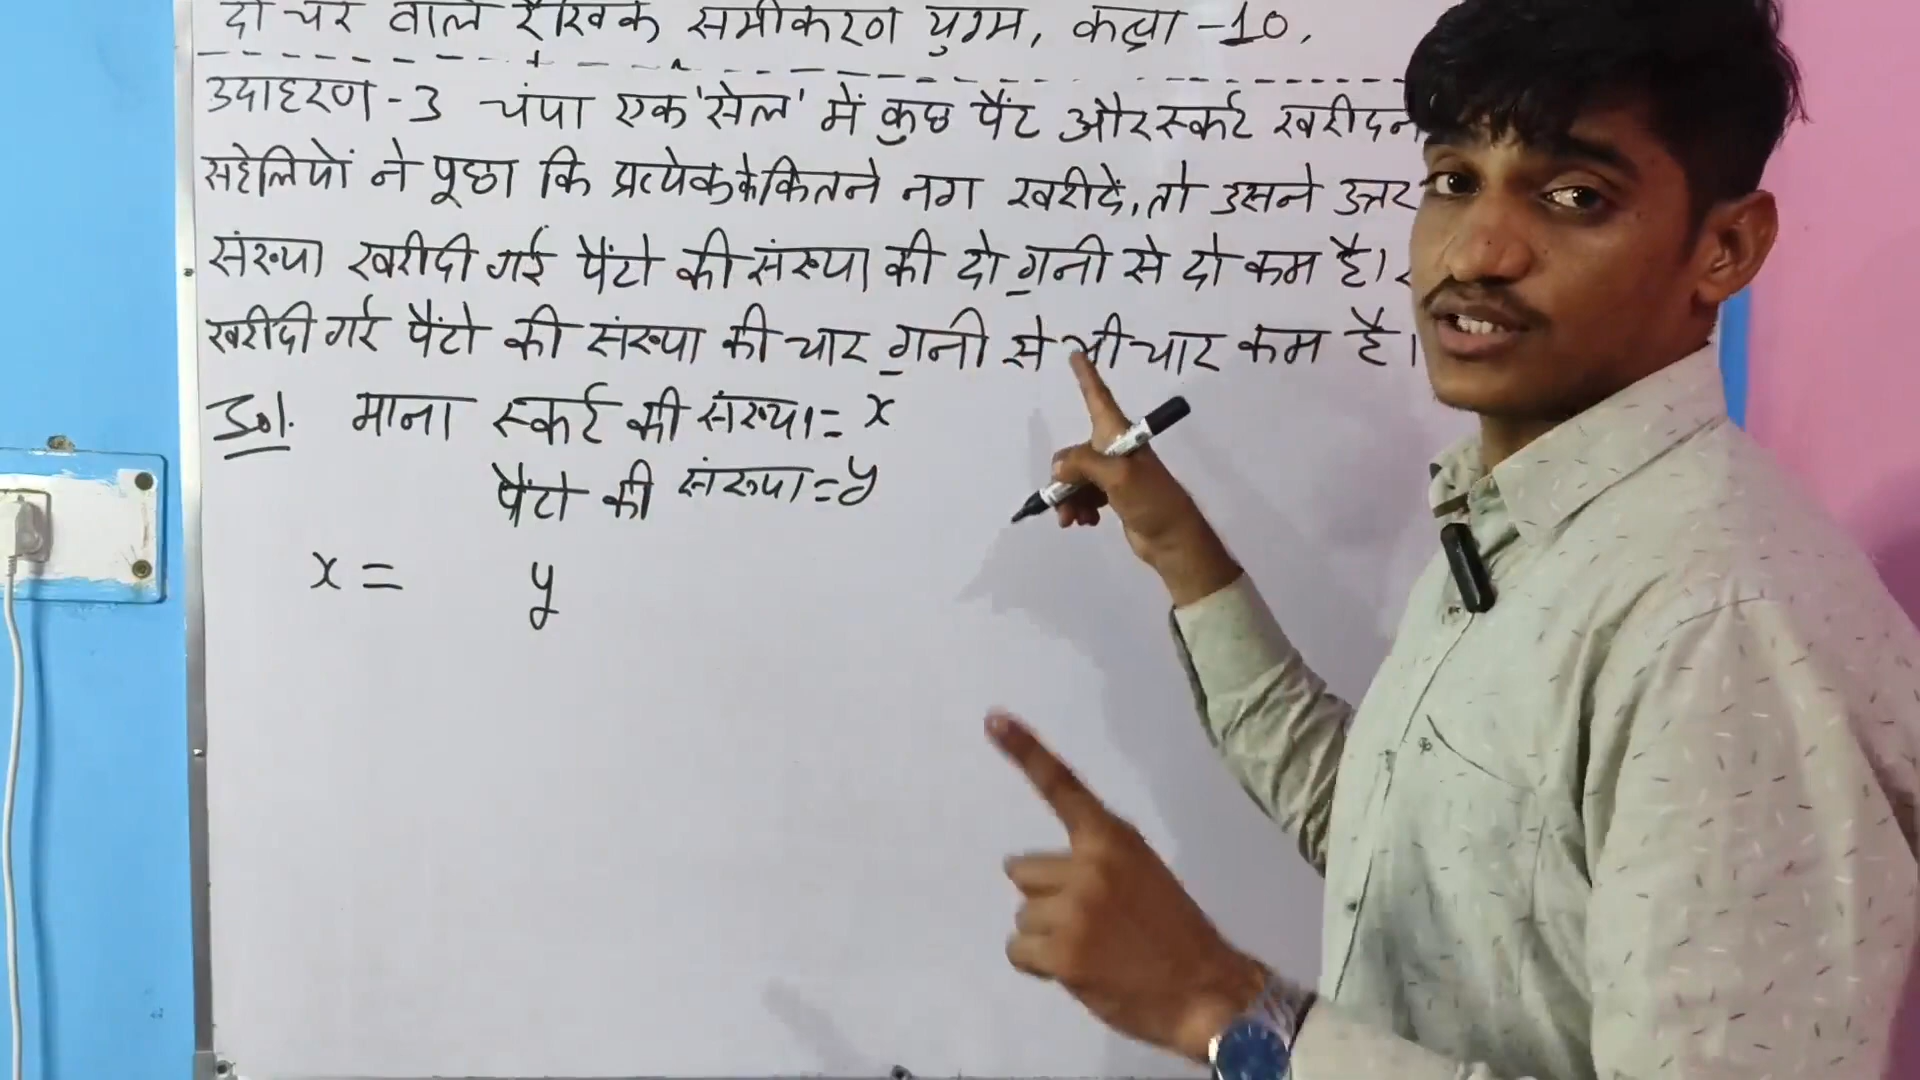 दो चर वाले रैखिक समीकरण युग्म, कक्षा -10,
उदाहरण-3 चंपा एक 'सेल' में कुछ पैंट और स्कर्ट खरीदन
सहेलियों ने पूछा कि प्रत्येक के कितने नग खरीदे, तो उसने उत्तर
संख्या खरीदी गई पैंटो की संख्या की दो गुनी से दो कम है।
खरीदी गई पैंटो की संख्या की चार गुनी से भी चार कम है।
Sol. माना स्कर्ट की संख्या = x
पैंटो की संख्या = y
x = y